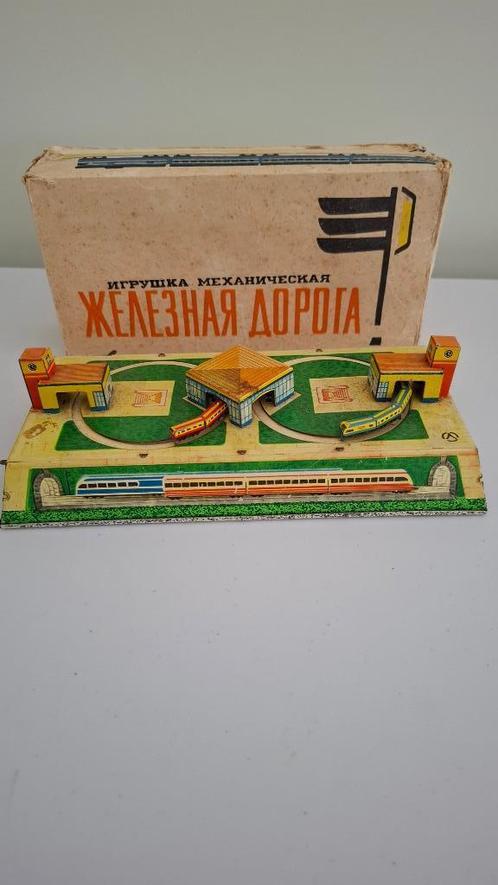 ИГРУШКА МЕХАНИЧЕСКАЯ
ЖЕЛЕЗНАЯ ДОРОГА